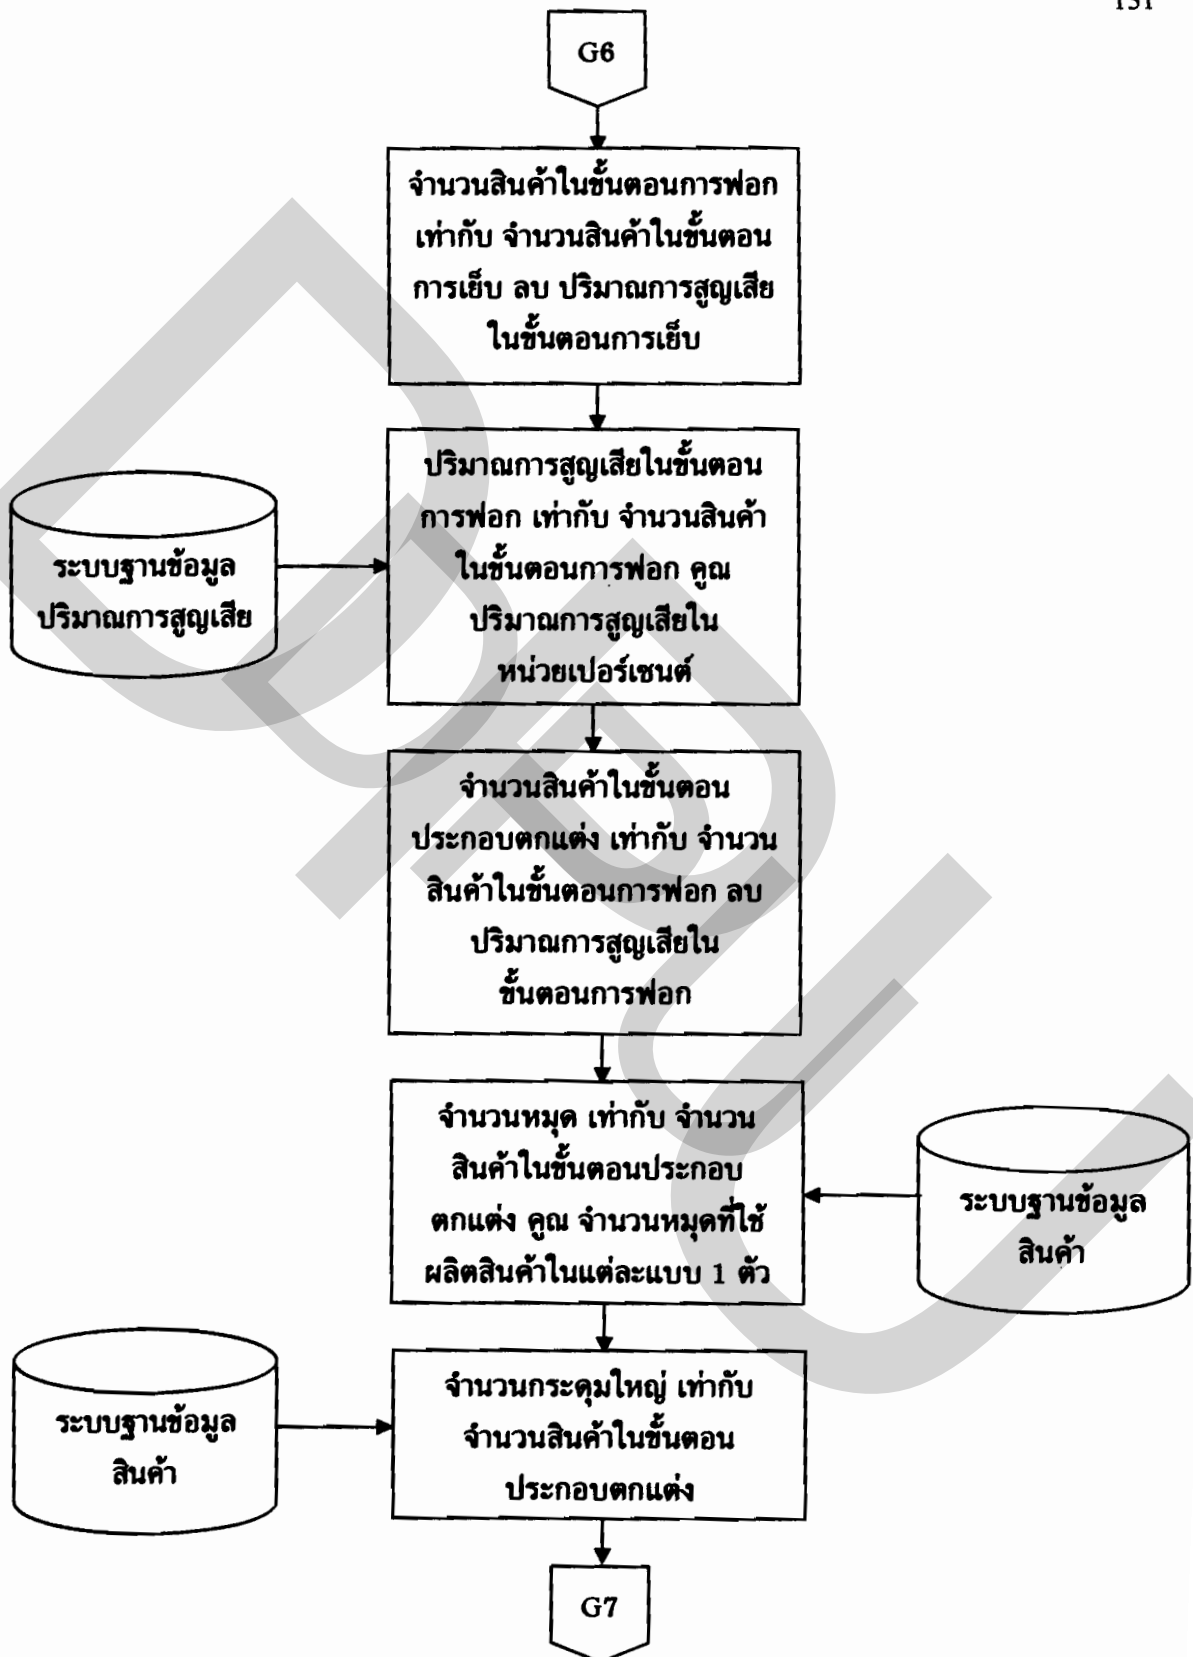 G6
จำนวนสินค้าในขั้นตอนการฟอก
เท่ากับ จำนวนสินค้าในขั้นตอน
การเย็บ ลบ ปริมาณการสูญเสีย
ในขั้นตอนการเย็บ
ระบบฐานข้อมูล
ปริมาณการสูญเสีย
ปริมาณการสูญเสียในขั้นตอน
การฟอก เท่ากับ จำนวนสินค้า
ในขั้นตอนการฟอก คูณ
ปริมาณการสูญเสียใน
หน่วยเปอร์เซนต์
จำนวนสินค้าในขั้นตอน
ประกอบตกแต่ง เท่ากับ จำนวน
สินค้าในขั้นตอนการฟอก ลบ
ปริมาณการสูญเสียใน
ขั้นตอนการฟอก
จำนวนหมุด เท่ากับ จำนวน
สินค้าในขั้นตอนประกอบ
ตกแต่ง คูณ จำนวนหมุดที่ใช้
ผลิตสินค้าในแต่ละแบบ 1 ตัว
ระบบฐานข้อมูล
สินค้า
ระบบฐานข้อมูล
สินค้า
จำนวนกระดุมใหญ่ เท่ากับ
จำนวนสินค้าในขั้นตอน
ประกอบตกแต่ง
G7
DPU